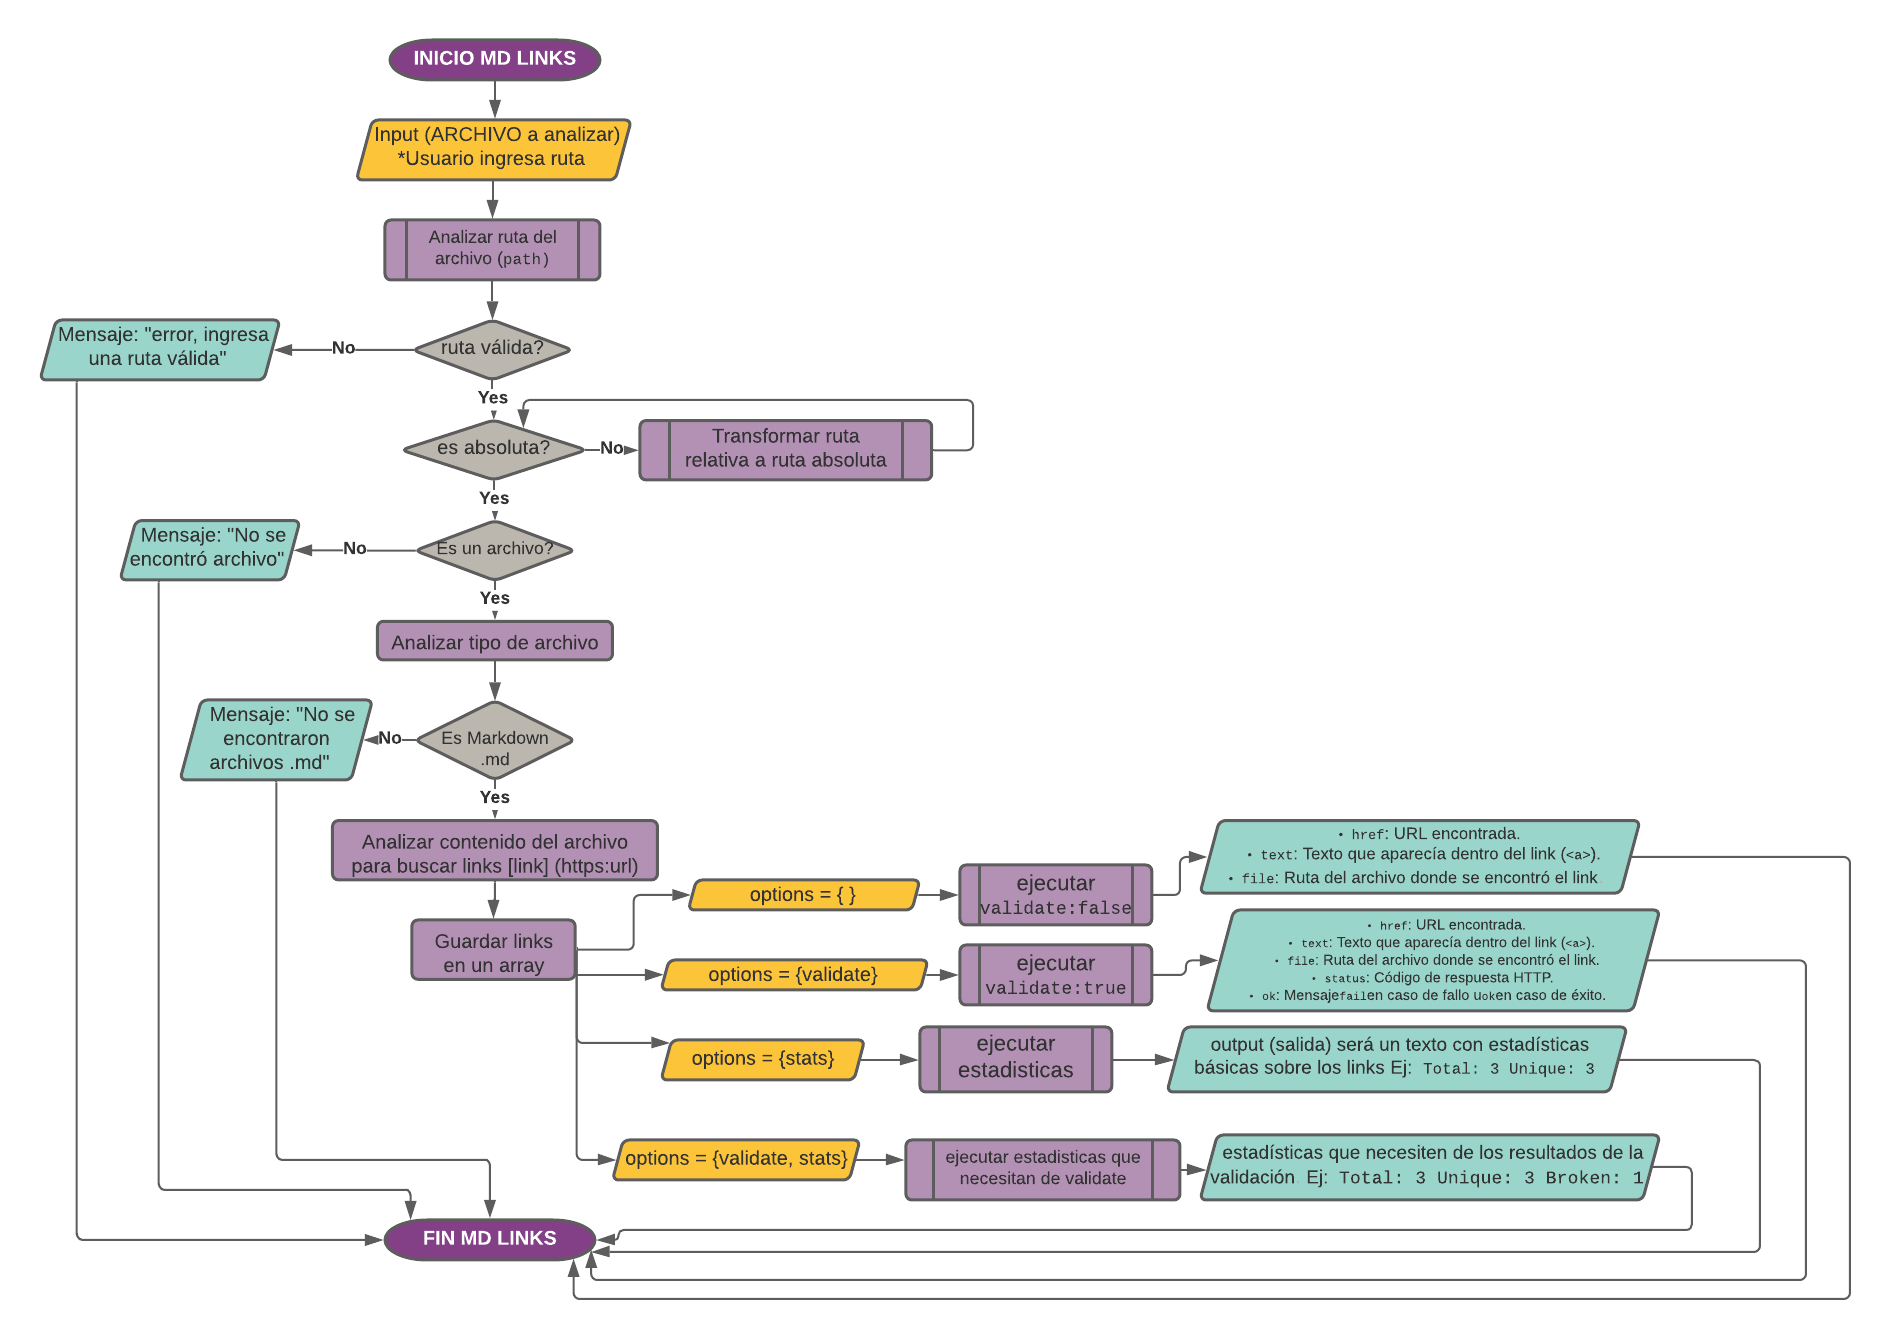 INICIO MD LINKS
Input (ARCHIVO a analizar)
*Usuario ingresa ruta
Analizar ruta del
archivo (path)
ruta válida?
No
Mensaje: "error, ingresa
una ruta válida"
Yes
es absoluta?
No
Transformar ruta
relativa a ruta absoluta
Yes
Es un archivo?
No
Mensaje: "No se
encontró archivo"
Yes
Analizar tipo de archivo
Es Markdown
.md
No
Mensaje: "No se
encontraron
archivos .md"
Yes
Analizar contenido del archivo
para buscar links [link] (https:url)
Guardar links
en un array
options = { }
ejecutar
validate:false
• href: URL encontrada.
• text: Texto que aparecía dentro del link (<a>).
• file: Ruta del archivo donde se encontró el link
options = {validate}
ejecutar
validate:true
• href: URL encontrada.
• text: Texto que aparecía dentro del link (<a>).
• file: Ruta del archivo donde se encontró el link.
• status: Código de respuesta HTTP.
• ok: Mensajefailen caso de fallo uoken caso de éxito.
options = {stats}
ejecutar
estadisticas
output (salida) será un texto con estadísticas
básicas sobre los links Ej: Total: 3 Unique: 3
options = {validate, stats}
ejecutar estadisticas que
necesitan de validate
estadísticas que necesiten de los resultados de la
validación Ej: Total: 3 Unique: 3 Broken: 1
FIN MD LINKS